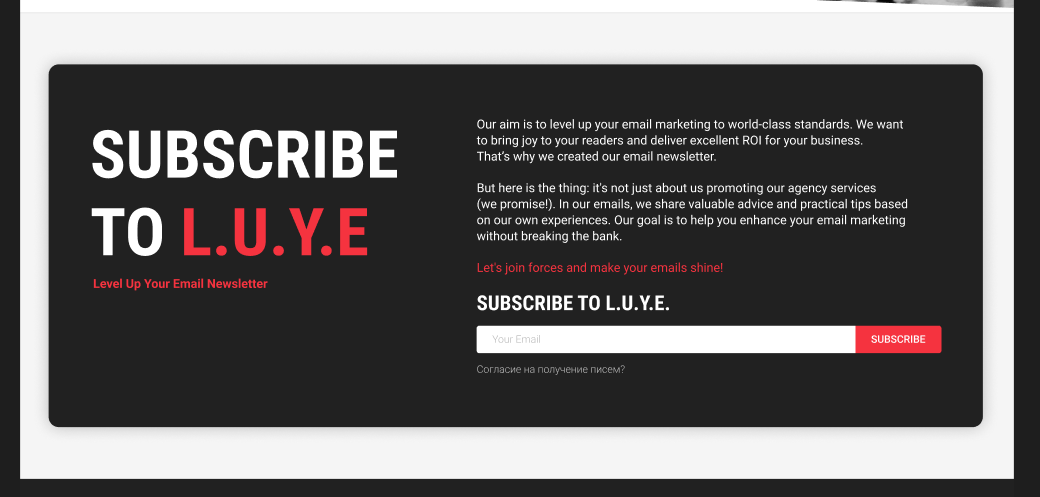 SUBSCRIBE
TO L.U.Y.E
Level Up Your Email Newsletter
Our aim is to level up your email marketing to world-class standards. We want
to bring joy to your readers and deliver excellent ROI for your business.
That's why we created our email newsletter.
But here is the thing: it's not just about us promoting our agency services
(we promise!). In our emails, we share valuable advice and practical tips based
on our own experiences. Our goal is to help you enhance your email marketing
without breaking the bank.
Let's join forces and make your emails shine!
SUBSCRIBE TO L.U.Y.E.
Your Email SUBSCRIBE
Согласие на получение писем?